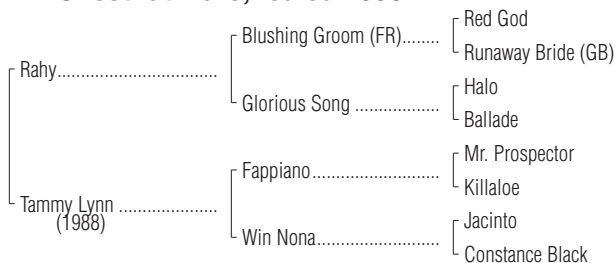 Red God
Blushing Groom (FR)........
Runaway Bride (GB)
Rahy..................................
Halo
Glorious Song ..................
Ballade
Mr. Prospector
Fappiano...........................
Killaloe
Tammy Lynn .....................
(1988)
Jacinto
Win Nona..........................
Constance Black